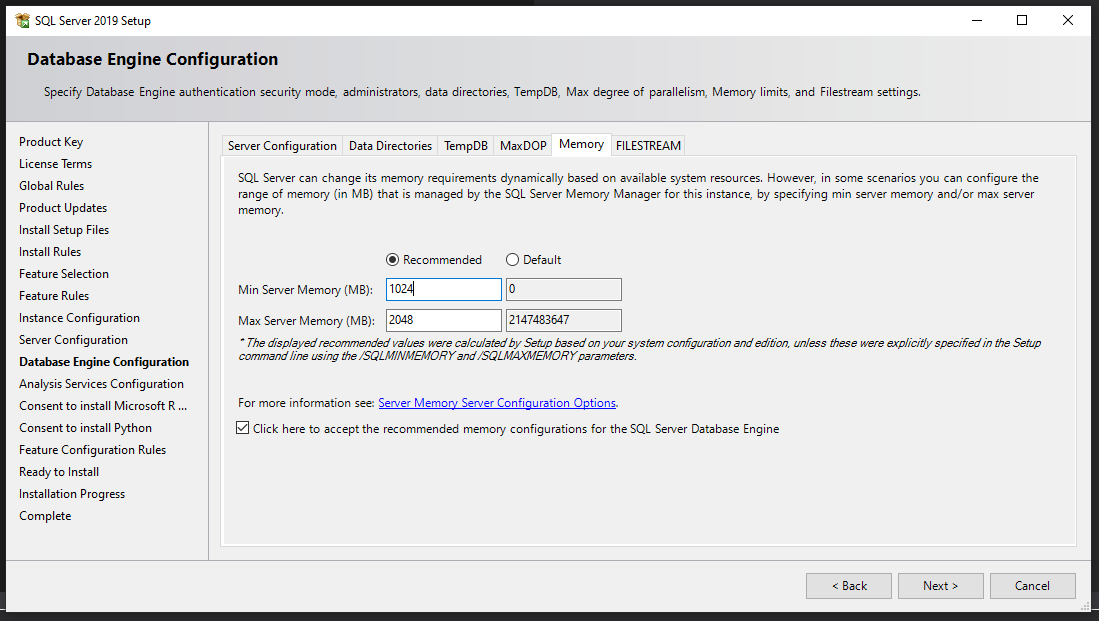 SQL Server 2019 Setup
Database Engine Configuration
Specify Database Engine authentication security mode, administrators, data directories, TempDB, Max degree of parallelism, Memory limits, and Filestream settings.
Product Key
License Terms
Global Rules
Product Updates
Install Setup Files
Install Rules
Feature Selection
Feature Rules
Instance Configuration
Server Configuration
Database Engine Configuration
Analysis Services Configuration
Consent to install Microsoft R ...
Consent to install Python
Feature Configuration Rules
Ready to Install
Installation Progress
Complete
Server Configuration Data Directories TempDB MaxDOP Memory FILESTREAM
SQL Server can change its memory requirements dynamically based on available system resources. However, in some scenarios you can configure the
range of memory (in MB) that is managed by the SQL Server Memory Manager for this instance, by specifying min server memory and/or max server
memory.
Recommended Default
Min Server Memory (MB): 1024 0
Max Server Memory (MB): 2048 2147483647
* The displayed recommended values were calculated by Setup based on your system configuration and edition, unless these were explicitly specified in the Setup
command line using the /SQLMINMEMORY and /SQLMAXMEMORY parameters.
For more information see: Server Memory Server Configuration Options.
Click here to accept the recommended memory configurations for the SQL Server Database Engine
< Back Next > Cancel